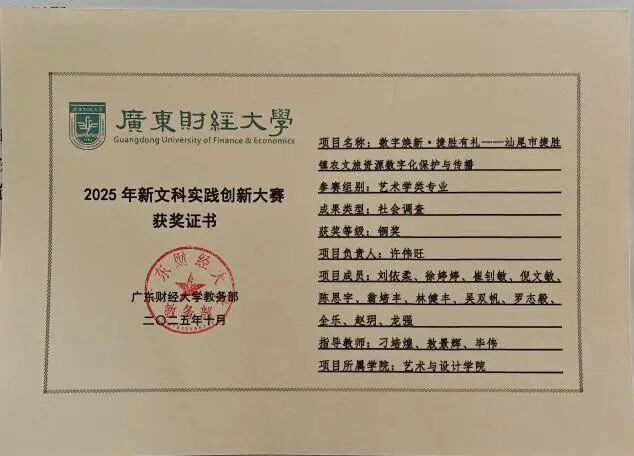 廣東財經大學
Guangdong University of Finance & Economics
2025 年新文科实践创新大赛
获奖证书
广东财经大学教务部
二〇二五年十月
东财经大
教务部
项目名称：数字焕新·捷胜有礼——汕尾市捷胜
镇农文旅资源数字化保护与传播
参赛组别：艺术学类专业
成果类型：社会调查
获奖等级：铜奖
项目负责人：许伟旺
项目成员：刘依柔、徐婷婷、崔钊敏、倪文敏、
陈思宇、翁培丰、林健丰、吴双帆、罗志毅、
全乐、赵玥、龙强
指导教师：刁培煌、敖景辉、毕伟
项目所属学院：艺术与设计学院